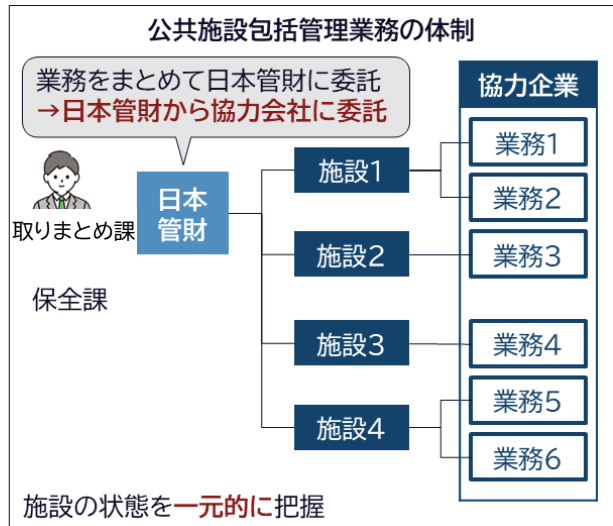 公共施設包括管理業務の体制
業務をまとめて日本管財に委託
→日本管財から協力会社に委託
取りまとめ課
日本
管財
保全課
施設1
施設2
施設3
施設4
協力企業
業務1
業務2
業務3
業務4
業務5
業務6
施設の状態を一元的に把握